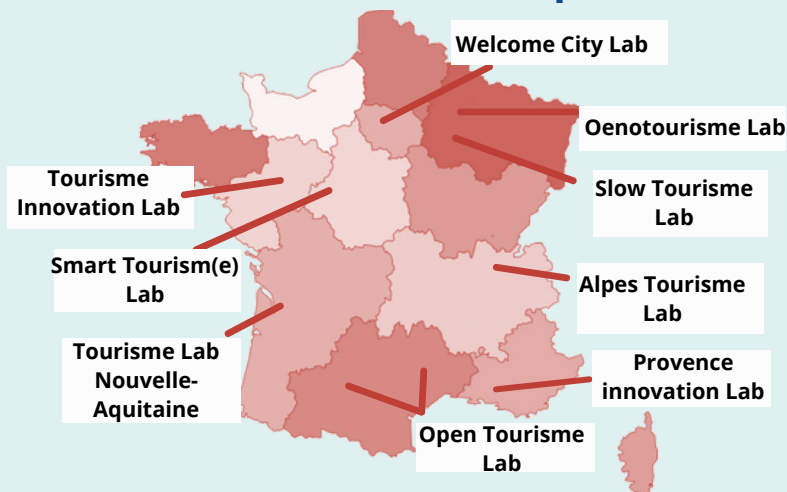 Welcome City Lab
Oenotourisme Lab
Tourisme
Innovation Lab
Slow Tourisme
Lab
Smart Tourism(e)
Lab
Alpes Tourisme
Lab
Tourisme Lab
Nouvelle-
Aquitaine
Provence
innovation Lab
Open Tourisme
Lab